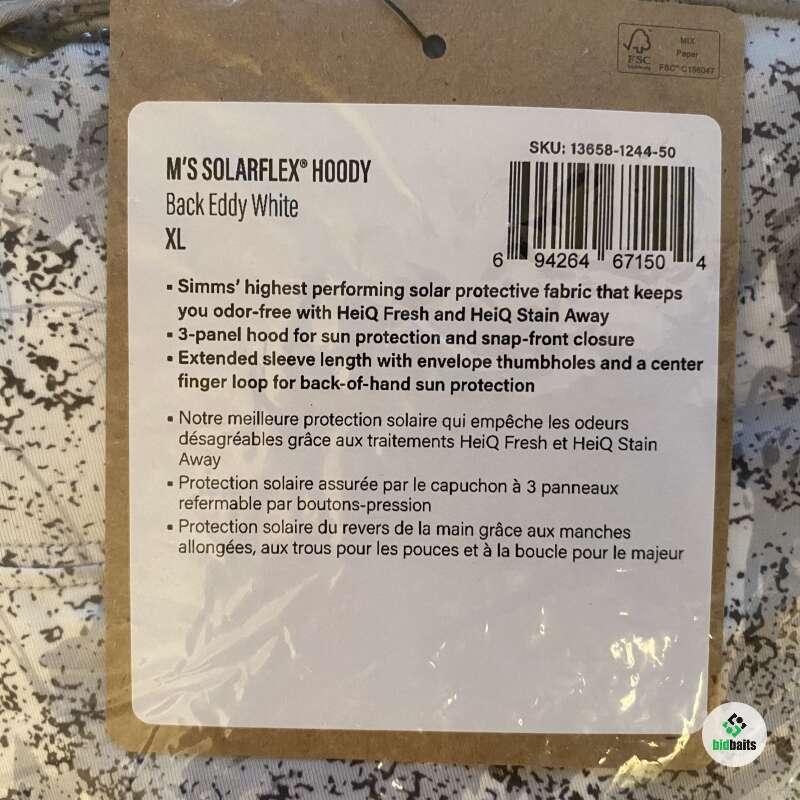 MIX
Paper
FSC
FSC® C156047
M'S SOLARFLEX® HOODY
Back Eddy White
XL
SKU: 13658-1244-50
6 94264 67150 4
▪ Simms' highest performing solar protective fabric that keeps
you odor-free with HeiQ Fresh and HeiQ Stain Away
▪ 3-panel hood for sun protection and snap-front closure
▪ Extended sleeve length with envelope thumbholes and a center
finger loop for back-of-hand sun protection
▪ Notre meilleure protection solaire qui empêche les odeurs
désagréables grâce aux traitements HeiQ Fresh et HeiQ Stain
Away
▪ Protection solaire assurée par le capuchon à 3 panneaux
refermable par boutons-pression
▪ Protection solaire du revers de la main grâce aux manches
allongées, aux trous pour les pouces et à la boucle pour le majeur
bidbaits